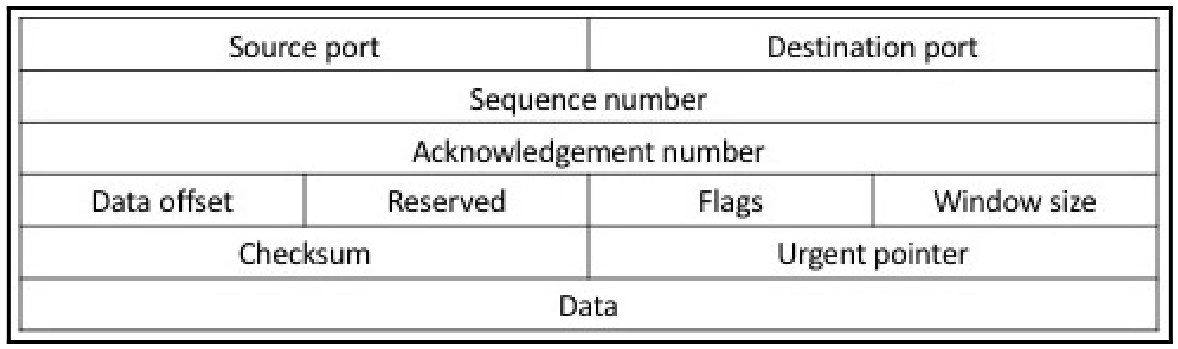 Source port Destination port
Sequence number
Acknowledgement number
Data offset Reserved Flags Window size
Checksum Urgent pointer
Data